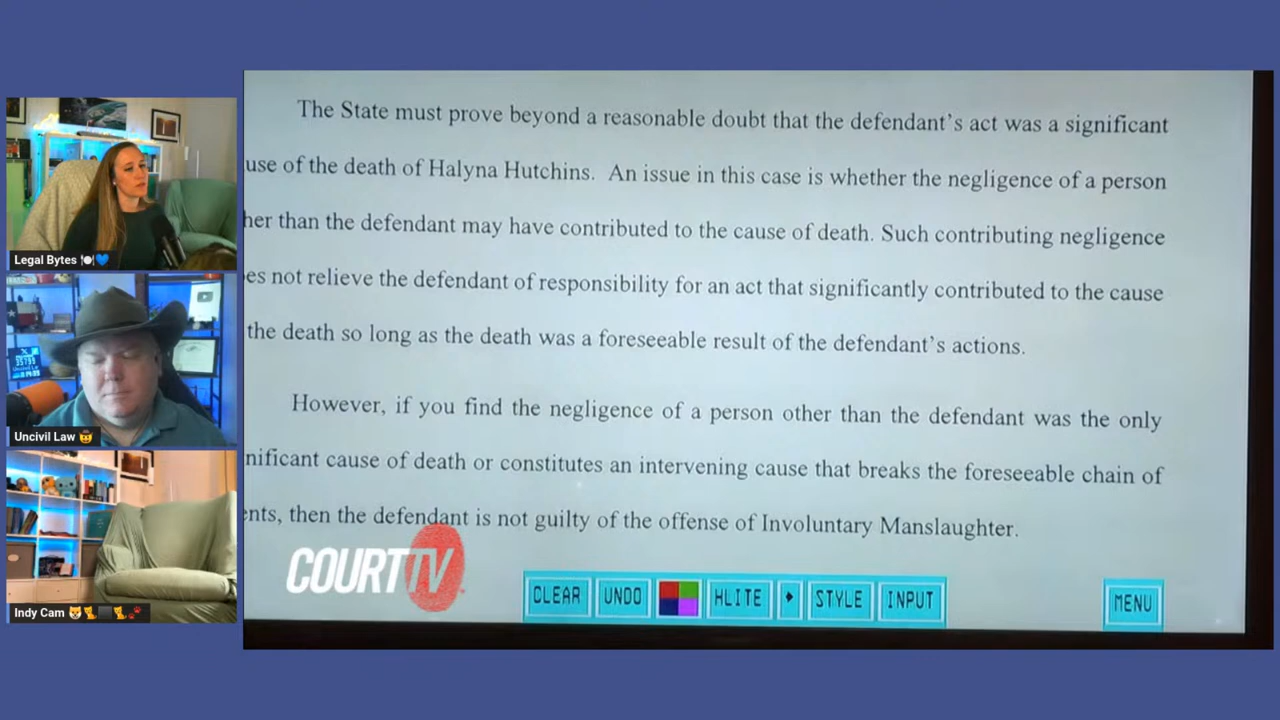 The State must prove beyond a reasonable doubt that the defendant's act was a significant
use of the death of Halyna Hutchins. An issue in this case is whether the negligence of a person
her than the defendant may have contributed to the cause of death. Such contributing negligence
es not relieve the defendant of responsibility for an act that significantly contributed to the cause
the death so long as the death was a foreseeable result of the defendant's actions.
However, if you find the negligence of a person other than the defendant was the only
nificant cause of death or constitutes an intervening cause that breaks the foreseeable chain of
ents, then the defendant is not guilty of the offense of Involuntary Manslaughter.
COURT TV
CLEAR UNDO HLITE STYLE INPUT MENU
Legal Bytes 🍽💙
Uncivil Law 🤠
Indy Cam